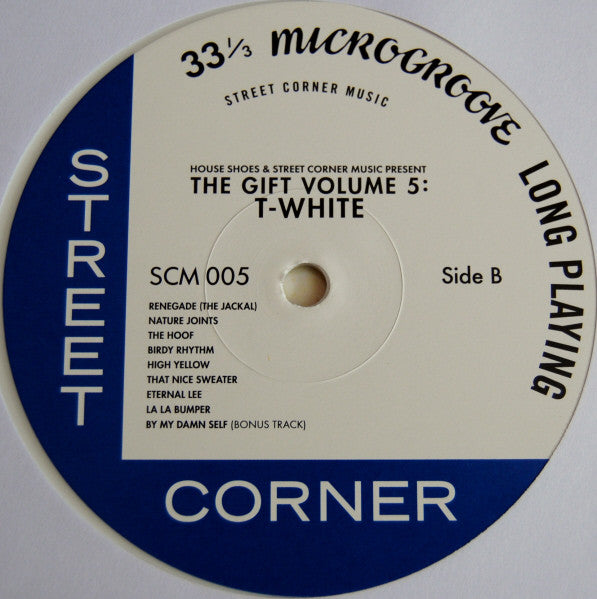 33⅓ MICROGROOVE LONG PLAYING
STREET CORNER MUSIC
HOUSE SHOES & STREET CORNER MUSIC PRESENT
THE GIFT VOLUME 5:
T-WHITE
SCM 005
Side B
RENEGADE (THE JACKAL)
NATURE JOINTS
THE HOOF
BIRDY RHYTHM
HIGH YELLOW
THAT NICE SWEATER
ETERNAL LEE
LA LA BUMPER
BY MY DAMN SELF (BONUS TRACK)
STREET
CORNER